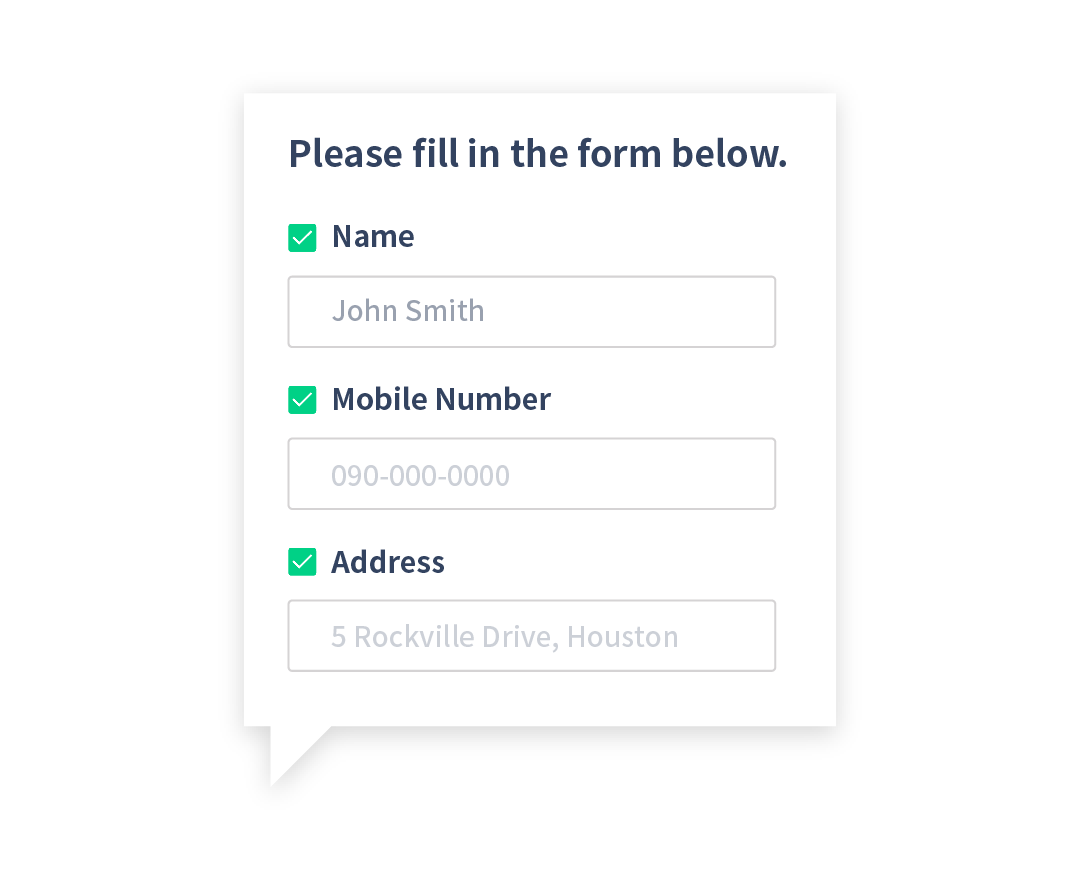 Please fill in the form below.
Name
John Smith
Mobile Number
090-000-0000
Address
5 Rockville Drive, Houston